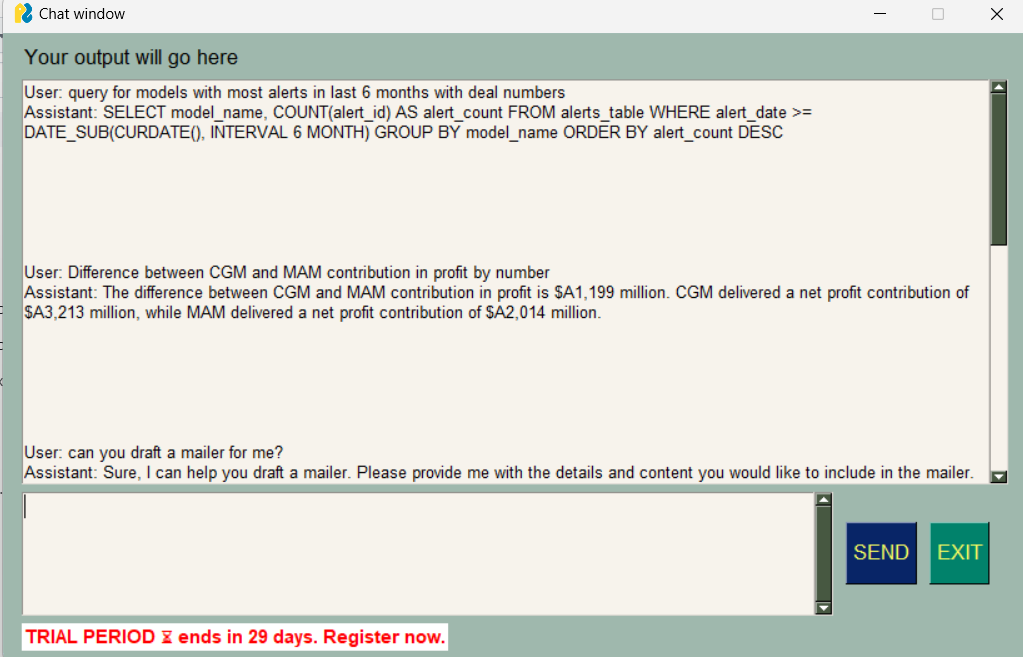 Chat window
Your output will go here
User: query for models with most alerts in last 6 months with deal numbers
Assistant: SELECT model_name, COUNT(alert_id) AS alert_count FROM alerts_table WHERE alert_date >=
DATE_SUB(CURDATE(), INTERVAL 6 MONTH) GROUP BY model_name ORDER BY alert_count DESC
User: Difference between CGM and MAM contribution in profit by number
Assistant: The difference between CGM and MAM contribution in profit is $A1,199 million. CGM delivered a net profit contribution of
$A3,213 million, while MAM delivered a net profit contribution of $A2,014 million.
User: can you draft a mailer for me?
Assistant: Sure, I can help you draft a mailer. Please provide me with the details and content you would like to include in the mailer.
SEND EXIT
TRIAL PERIOD ⏳ ends in 29 days. Register now.